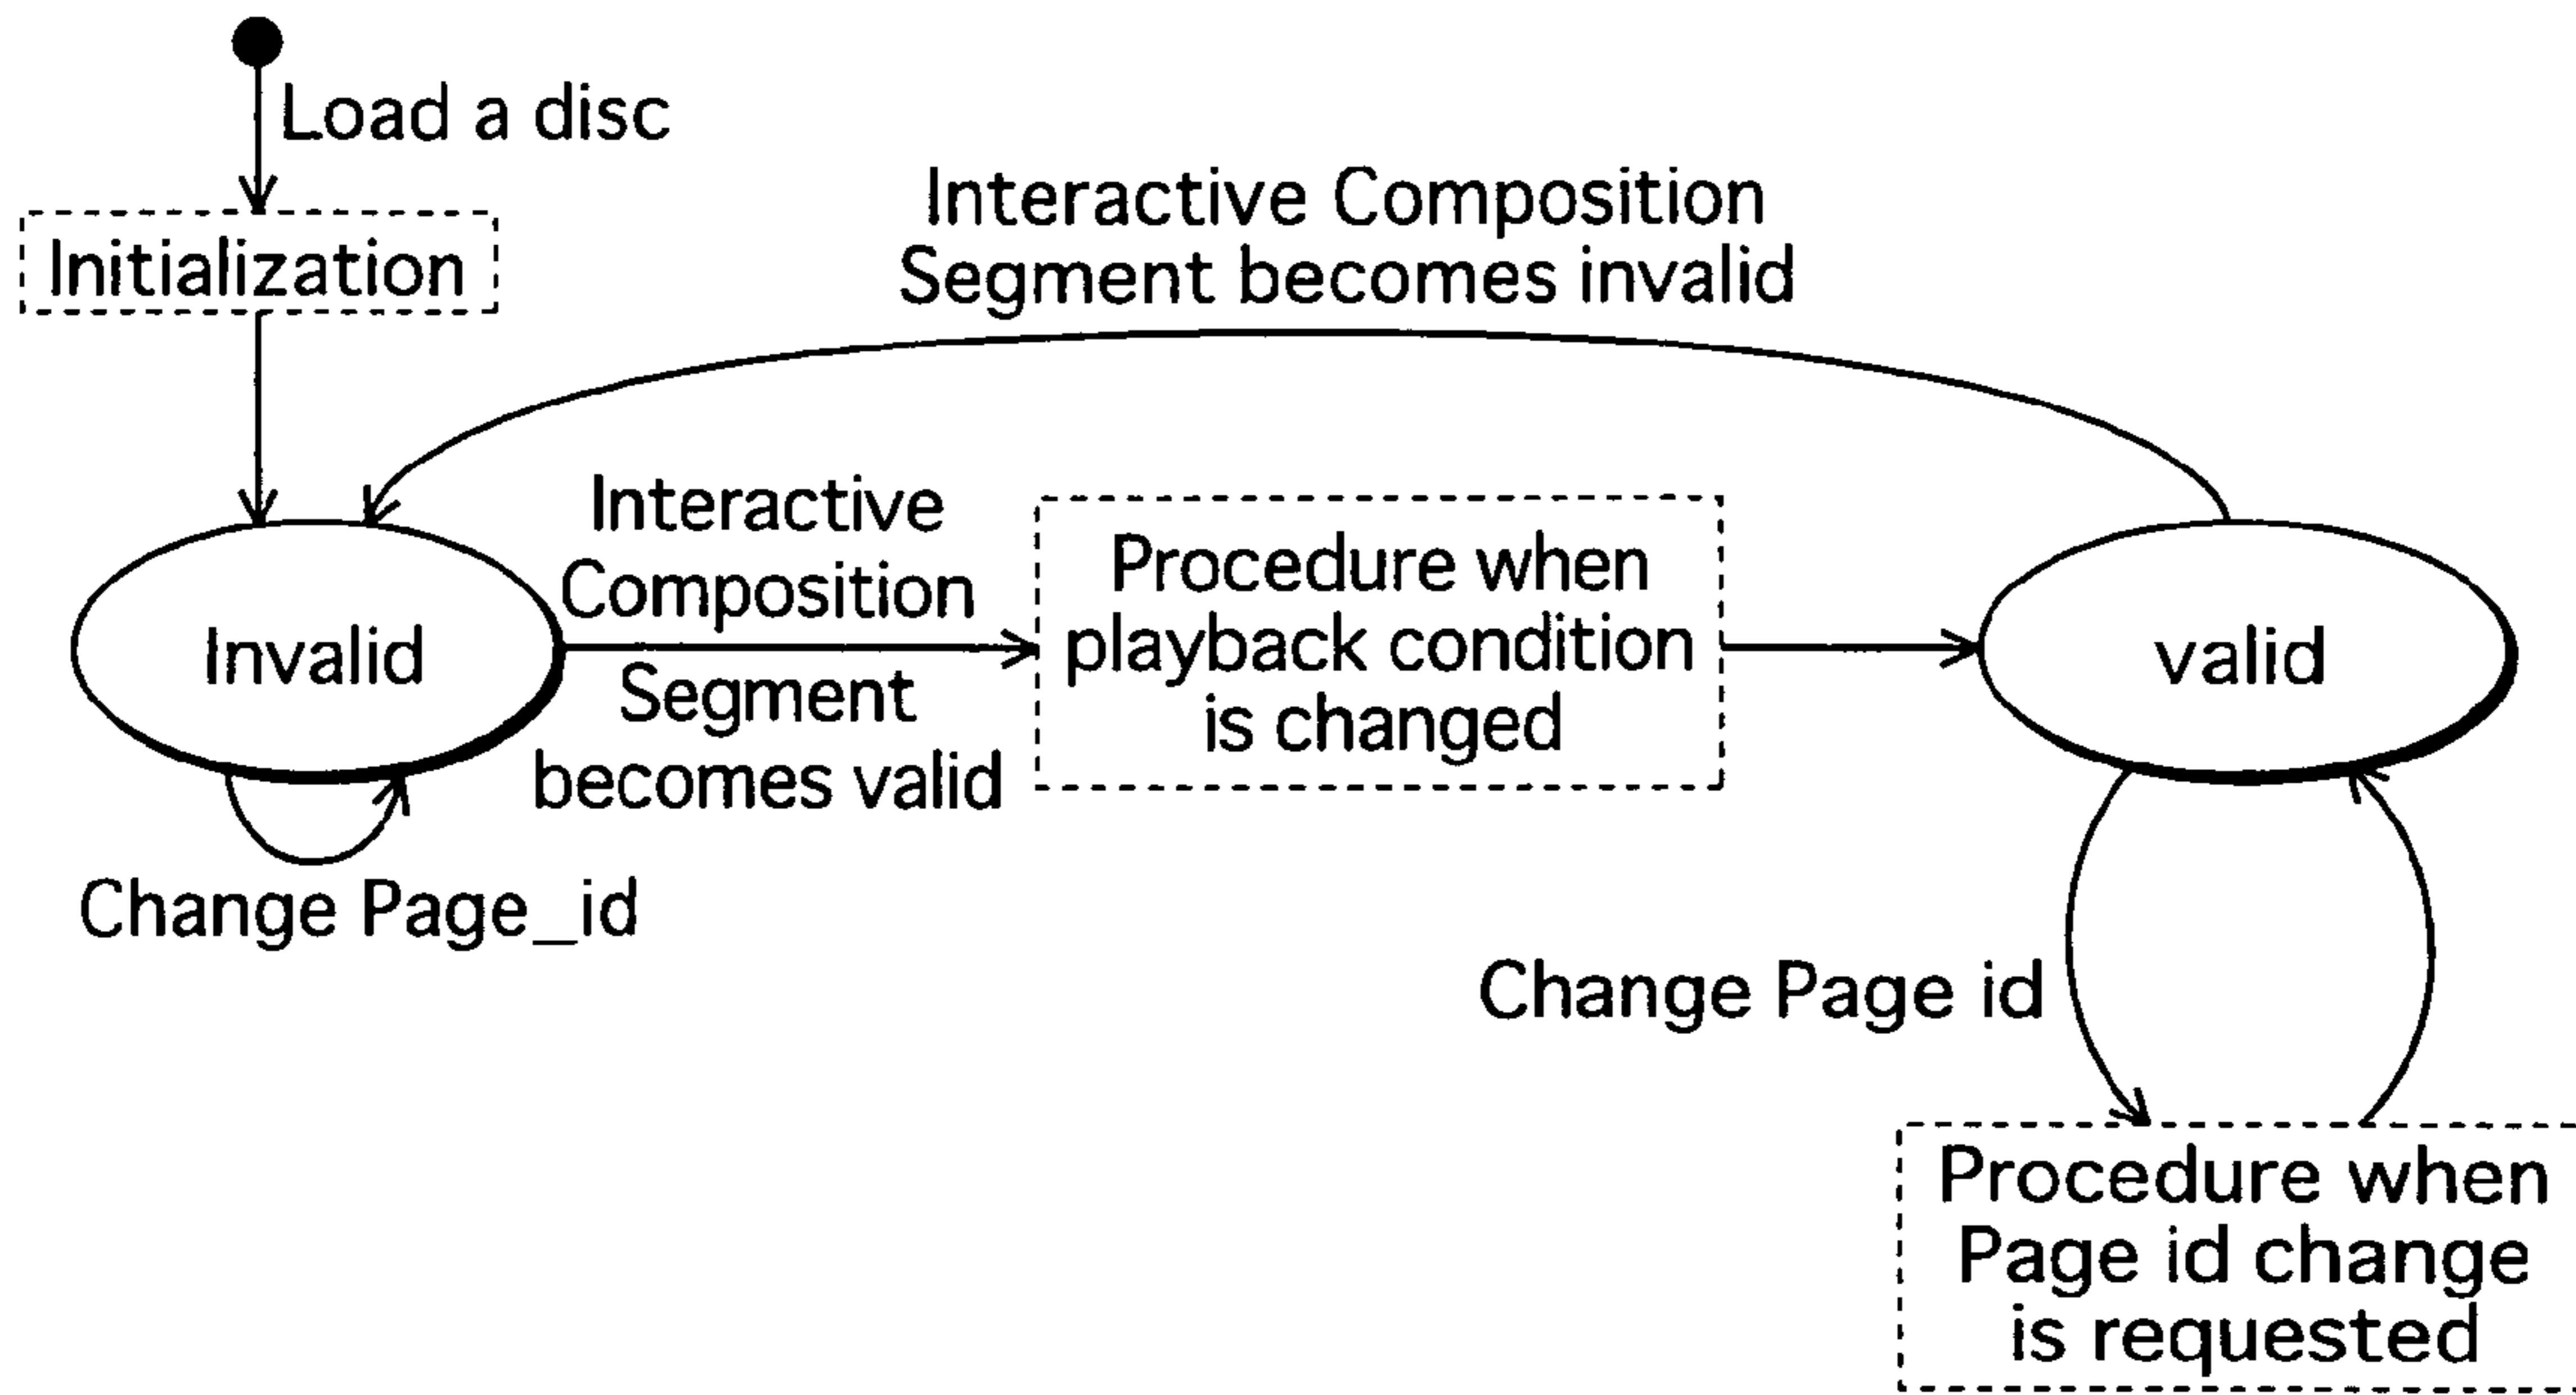 Load a disc
Initialization
Interactive Composition
Segment becomes invalid
Interactive
Composition
Segment
becomes valid
Invalid
Procedure when
playback condition
is changed
valid
Change Page_id
Change Page id
Procedure when
Page id change
is requested